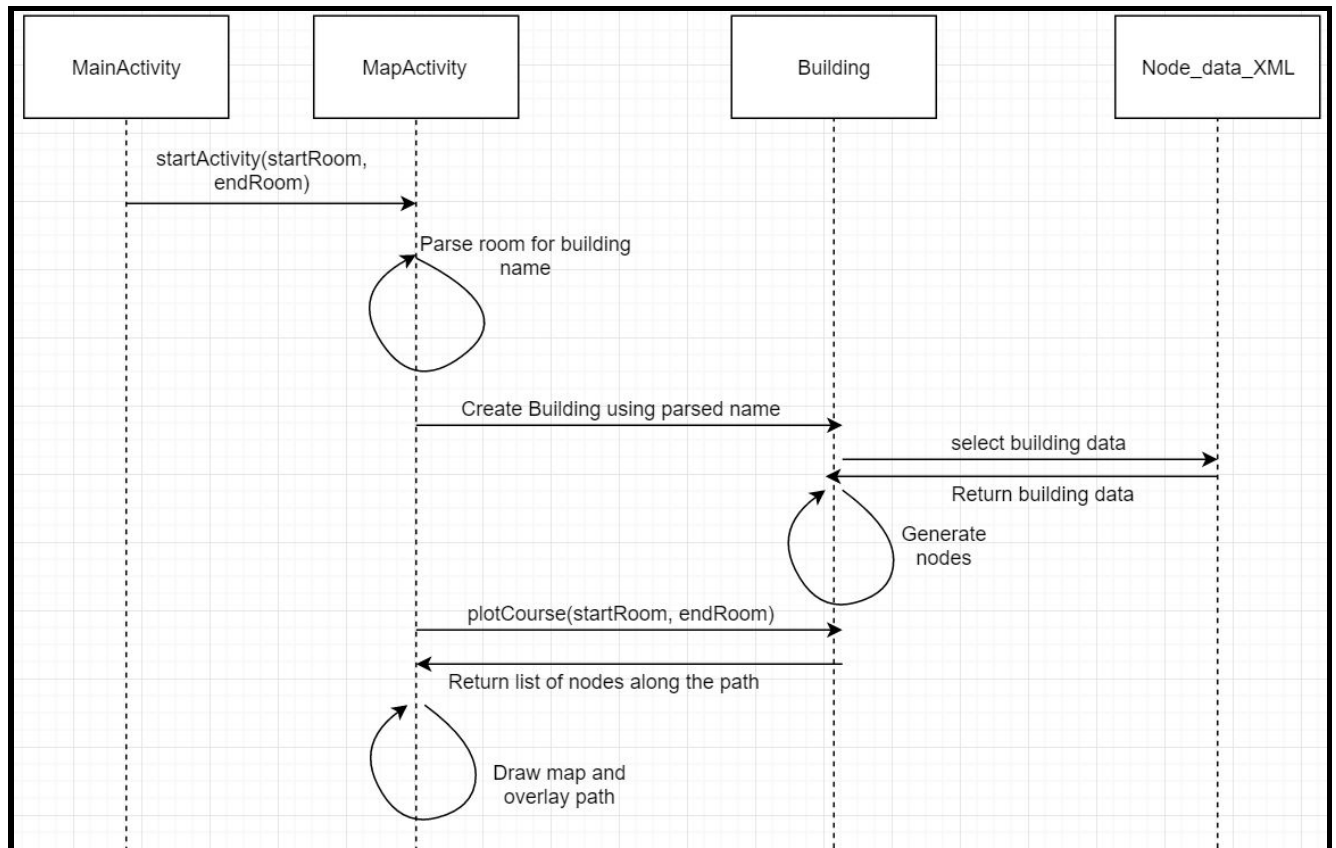 MainActivity
MapActivity
Building
Node_data_XML
startActivity(startRoom,
endRoom)
Parse room for building
name
Create Building using parsed name
select building data
Return building data
Generate
nodes
plotCourse(startRoom, endRoom)
Return list of nodes along the path
Draw map and
overlay path